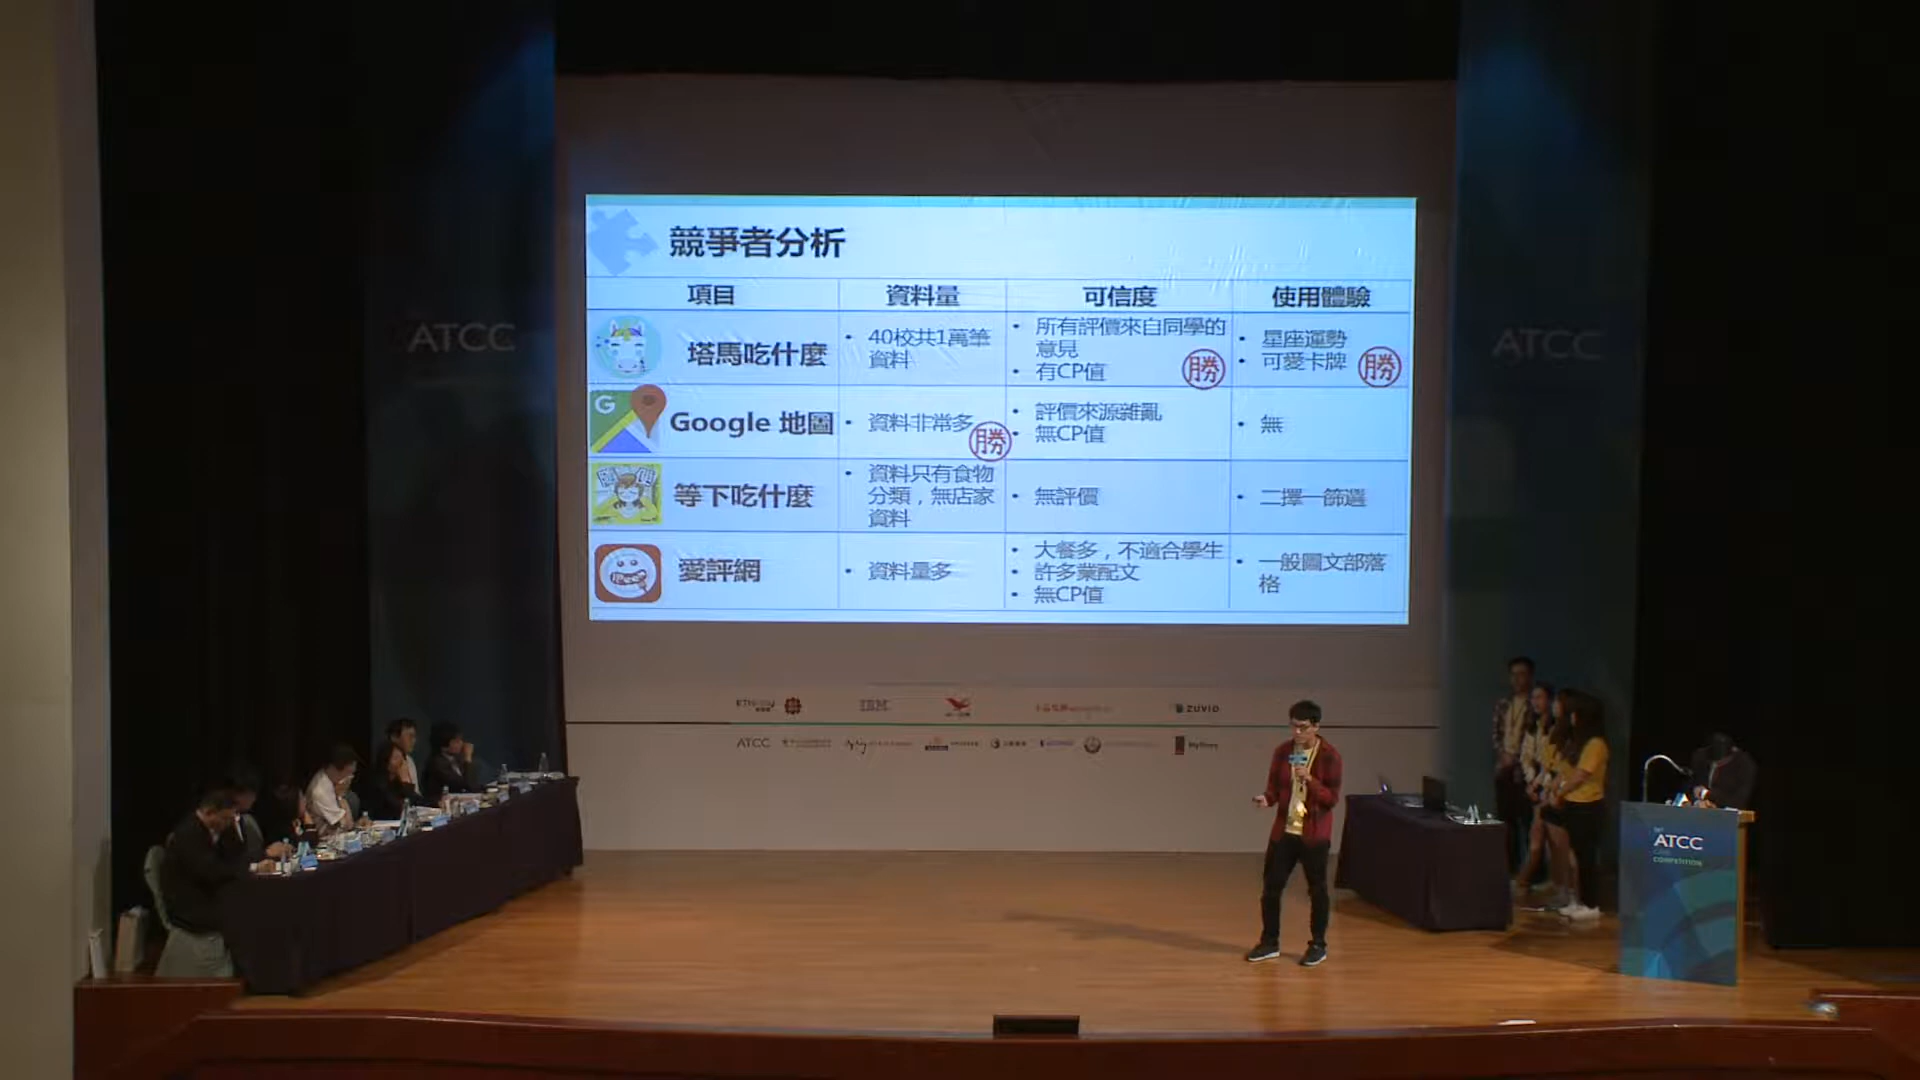 競爭者分析
項目
資料量
可信度
使用體驗
塔馬吃什麼
• 40校共1萬筆
資料
• 所有評價來自同學的
意見
• 有CP值
勝
• 星座運勢
• 可愛卡牌
勝
G
Google 地圖
• 資料非常多
勝
• 評價來源雜亂
• 無CP值
• 無
等下吃什麼
• 資料只有食物
分類，無店家
資料
• 無評價
• 二擇一篩選
愛評網
• 資料量多
• 大餐多，不適合學生
• 許多業配文
• 無CP值
• 一般圖文部落
格
ATCC
ATCC
IBM
ZUVIO
ATCC
ATCC
COMPETITION